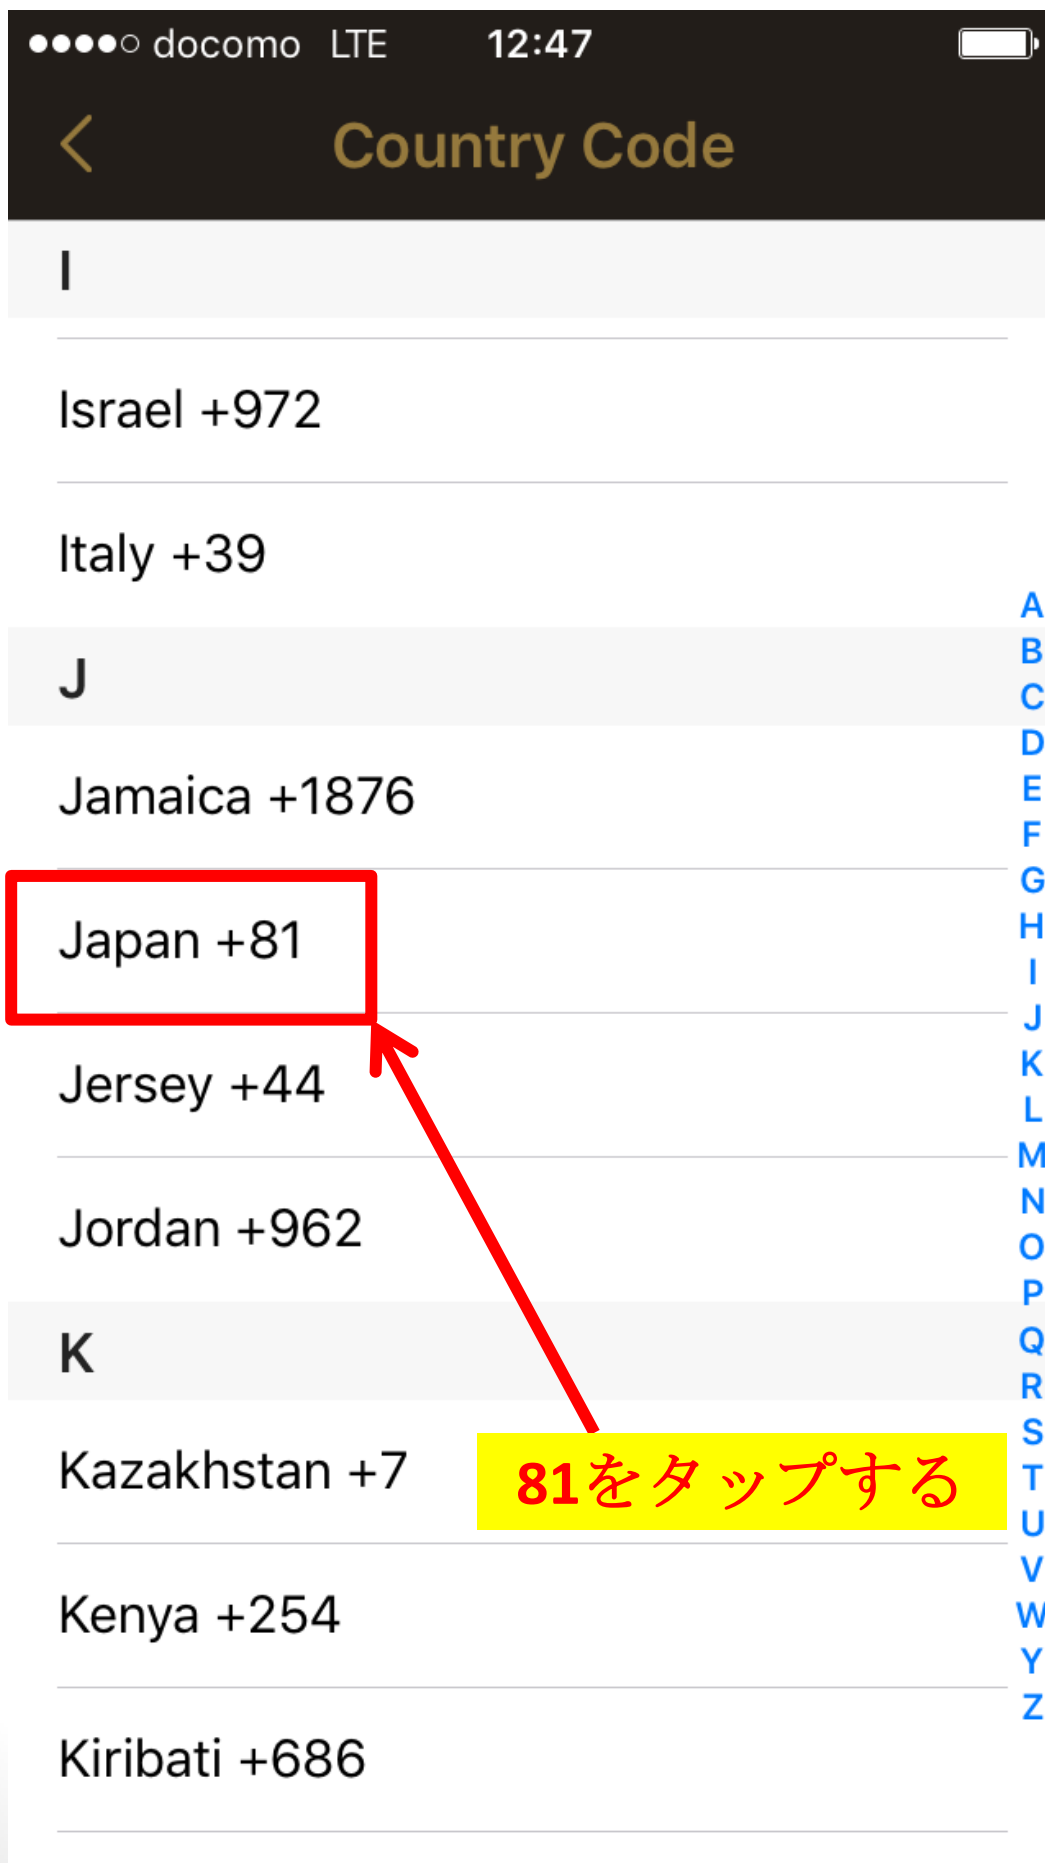 docomo LTE 12:47
Country Code
I
Israel +972
Italy +39
J
Jamaica +1876
Japan +81
Jersey +44
Jordan +962
K
Kazakhstan +7
81をタップする
Kenya +254
Kiribati +686
A
B
C
D
E
F
G
H
I
J
K
L
M
N
O
P
Q
R
S
T
U
V
W
Y
Z